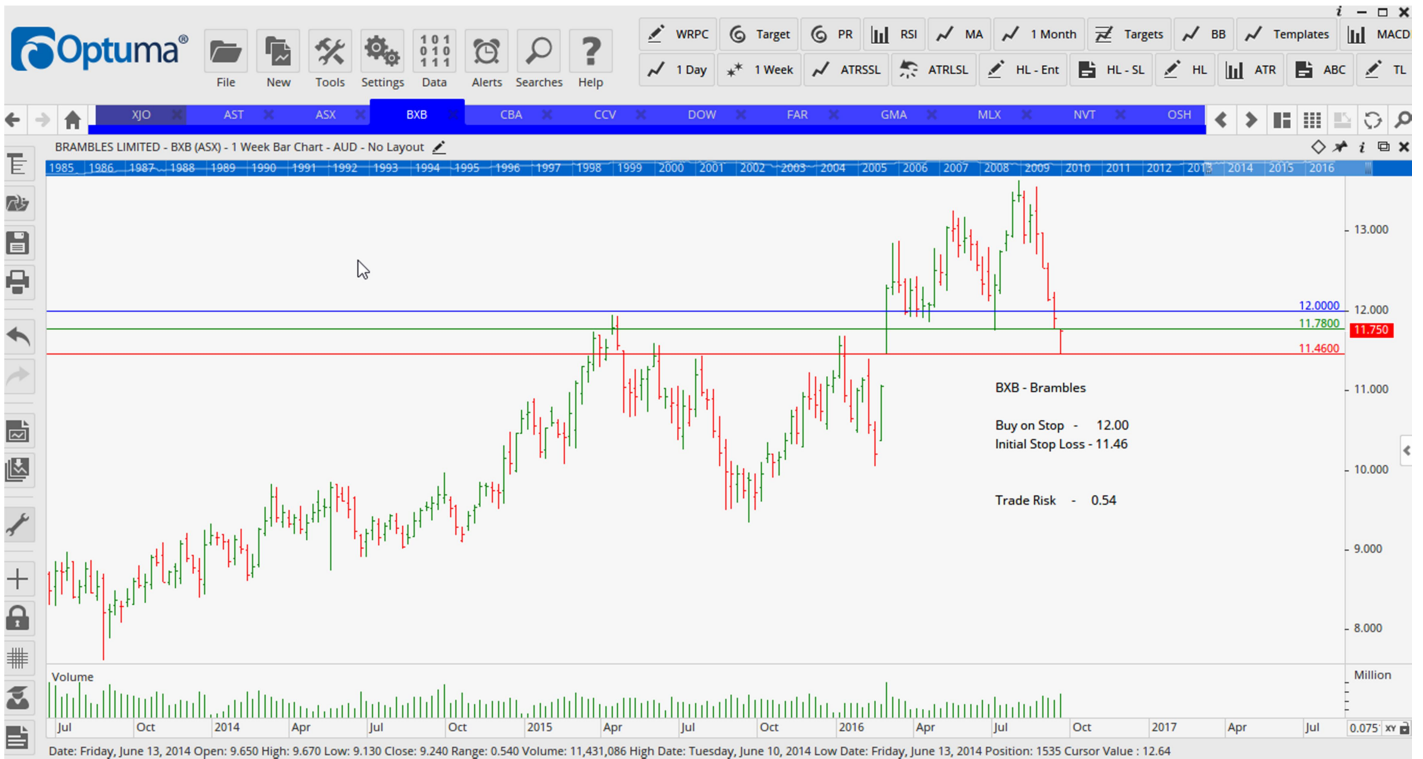 i
Optuma®
File New Tools Settings Data Alerts Searches Help
101
010
111
WRPC Target PR RSI MA 1 Month Targets BB Templates MACD
1 Day 1 Week ATRSSL ATRLSL HL - Ent HL - SL HL ATR ABC TL
XJO AST ASX BXB CBA CCV DOW FAR GMA MLX NVT OSH
BRAMBLES LIMITED - BXB (ASX) - 1 Week Bar Chart - AUD - No Layout
1985 1986 1987 1988 1989 1990 1991 1992 1993 1994 1995 1996 1997 1998 1999 2000 2001 2002 2003 2004 2005 2006 2007 2008 2009 2010 2011 2012 2013 2014 2015 2016
13.000
12.0000
12.000
11.7800
11.750
11.4600
11.000
BXB - Brambles
Buy on Stop - 12.00
Initial Stop Loss - 11.46
10.000
Trade Risk - 0.54
9.000
8.000
Volume
Million
Jul Oct 2014 Apr Jul Oct 2015 Apr Jul Oct 2016 Apr Jul Oct 2017 Apr Jul 0.075 XY
Date: Friday, June 13, 2014 Open: 9.650 High: 9.670 Low: 9.130 Close: 9.240 Range: 0.540 Volume: 11,431,086 High Date: Tuesday, June 10, 2014 Low Date: Friday, June 13, 2014 Position: 1535 Cursor Value : 12.64